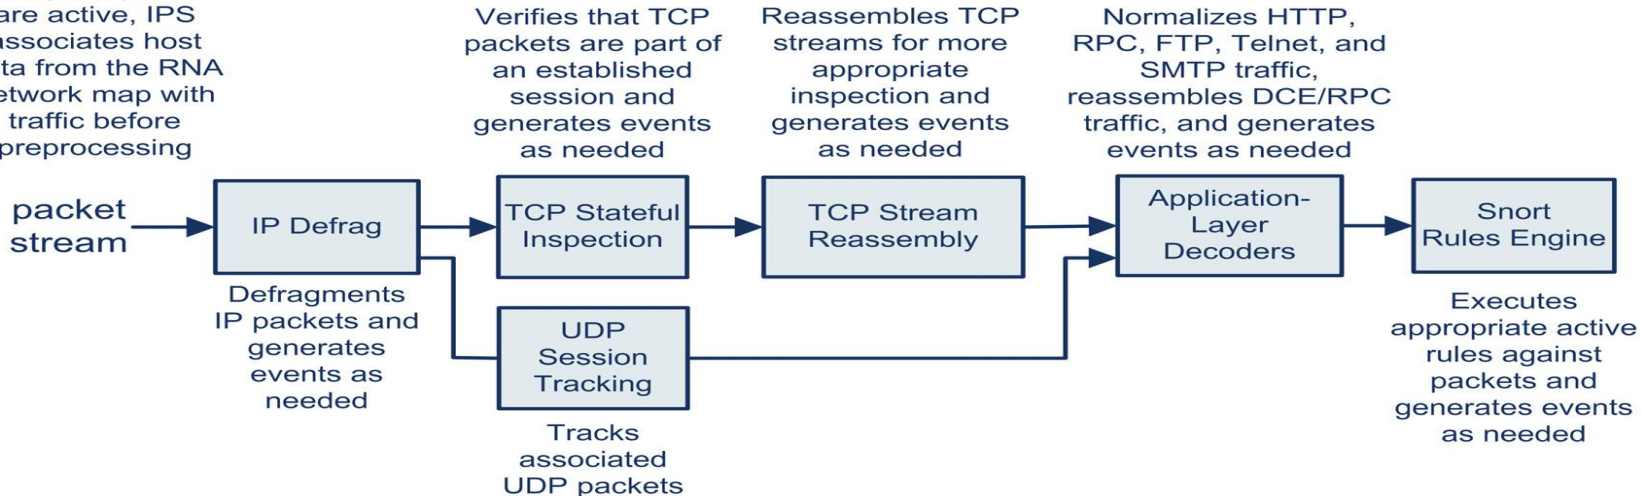 are active, IPS
associates host
data from the RNA
network map with
traffic before
preprocessing
Verifies that TCP
packets are part of
an established
session and
generates events
as needed
Reassembles TCP
streams for more
appropriate
inspection and
generates events
as needed
Normalizes HTTP,
RPC, FTP, Telnet, and
SMTP traffic,
reassembles DCE/RPC
traffic, and generates
events as needed
packet
stream
IP Defrag
TCP Stateful
Inspection
TCP Stream
Reassembly
Application-
Layer
Decoders
Snort
Rules Engine
Defragments
IP packets and
generates
events as
needed
UDP
Session
Tracking
Tracks
associated
UDP packets
Executes
appropriate active
rules against
packets and
generates events
as needed